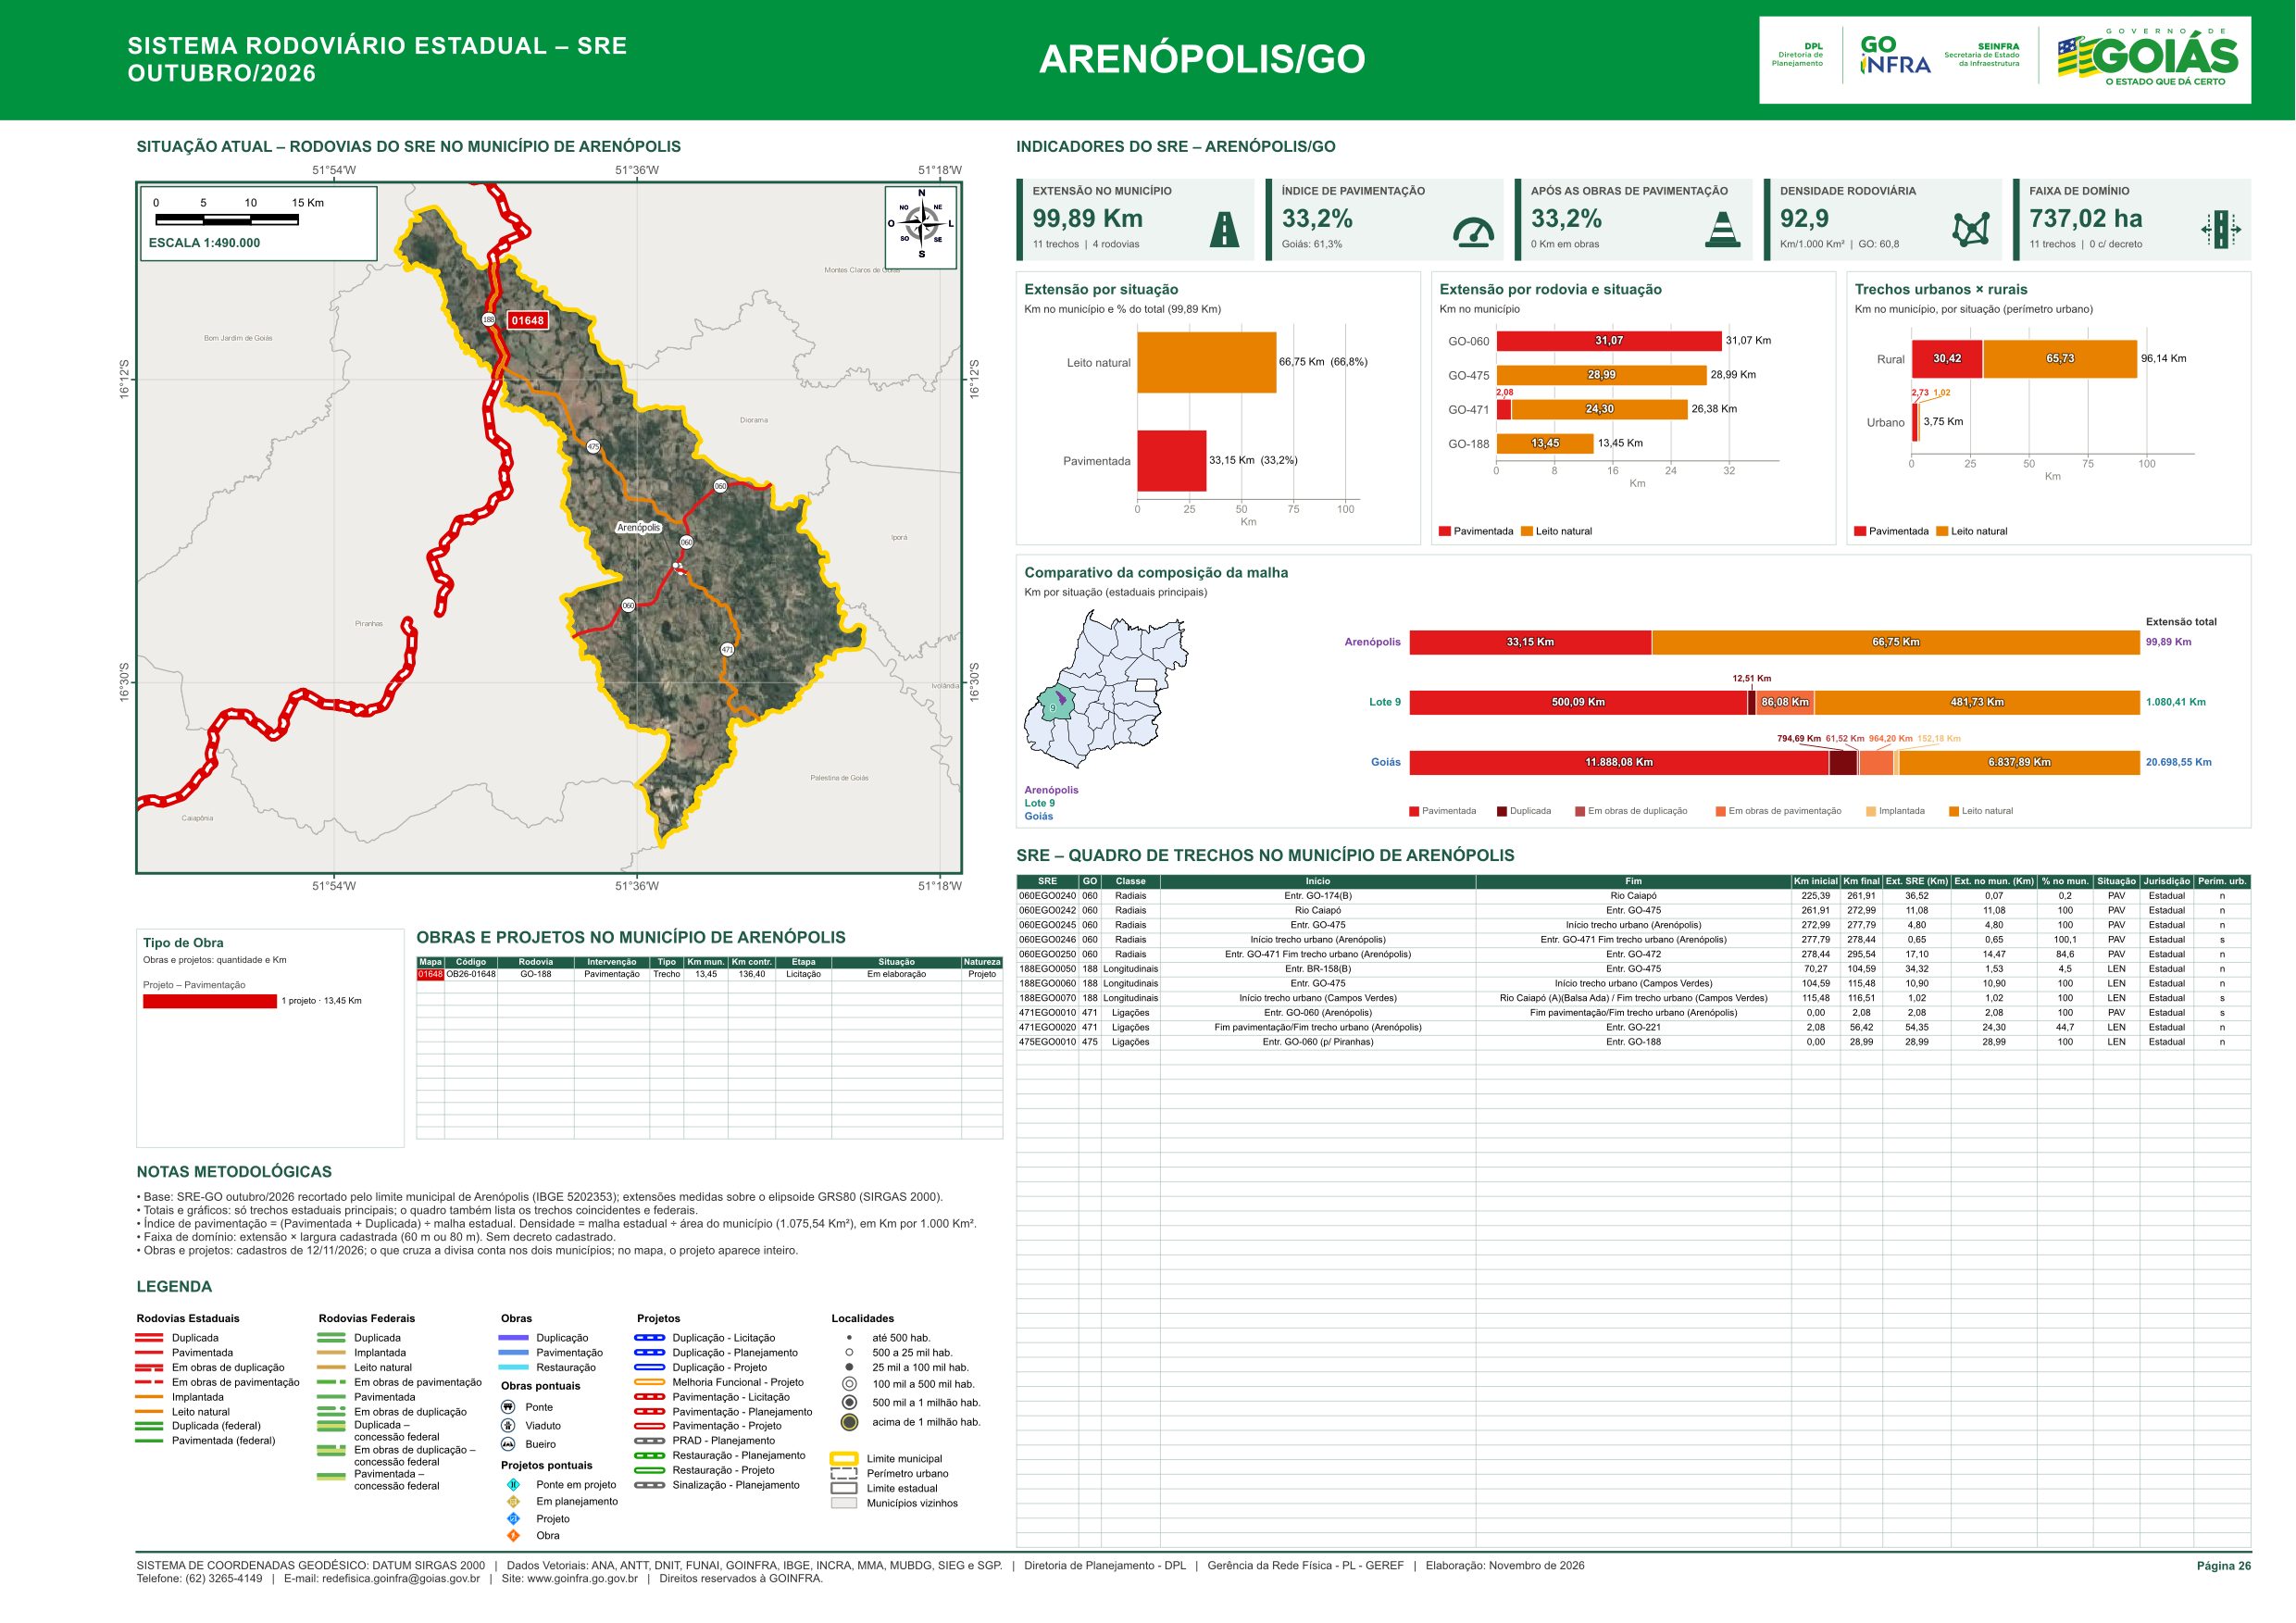 SISTEMA RODOVIÁRIO ESTADUAL – SRE
OUTUBRO/2026
ARENÓPOLIS/GO
DPL
Diretoria de
Planejamento
GO
iNFRA
SEINFRA
Secretaria de Estado
da Infraestrutura
GOVERNO DE
GOIÁS
O ESTADO QUE DÁ CERTO
SITUAÇÃO ATUAL – RODOVIAS DO SRE NO MUNICÍPIO DE ARENÓPOLIS
51°54'W 51°36'W 51°18'W
0 5 10 15 Km
ESCALA 1:490.000
N
NO NE
O L
SO SE
S
Montes Claros de Goiás
188
01648
Bom Jardim de Goiás
16°12'S
16°12'S
Diorama
475
060
Arenópolis
060
Iporá
060
Piranhas
471
16°30'S
16°30'S
Ivolândia
Palestina de Goiás
Caiapônia
51°54'W 51°36'W 51°18'W
Tipo de Obra
Obras e projetos: quantidade e Km
Projeto – Pavimentação
1 projeto · 13,45 Km
OBRAS E PROJETOS NO MUNICÍPIO DE ARENÓPOLIS
Mapa Código Rodovia Intervenção Tipo Km mun. Km contr. Etapa Situação Natureza
01648 OB26-01648 GO-188 Pavimentação Trecho 13,45 136,40 Licitação Em elaboração Projeto
NOTAS METODOLÓGICAS
• Base: SRE-GO outubro/2026 recortado pelo limite municipal de Arenópolis (IBGE 5202353); extensões medidas sobre o elipsoide GRS80 (SIRGAS 2000).
• Totais e gráficos: só trechos estaduais principais; o quadro também lista os trechos coincidentes e federais.
• Índice de pavimentação = (Pavimentada + Duplicada) ÷ malha estadual. Densidade = malha estadual ÷ área do município (1.075,54 Km²), em Km por 1.000 Km².
• Faixa de domínio: extensão × largura cadastrada (60 m ou 80 m). Sem decreto cadastrado.
• Obras e projetos: cadastros de 12/11/2026; o que cruza a divisa conta nos dois municípios; no mapa, o projeto aparece inteiro.
LEGENDA
Rodovias Estaduais
Duplicada
Pavimentada
Em obras de duplicação
Em obras de pavimentação
Implantada
Leito natural
Duplicada (federal)
Pavimentada (federal)
Rodovias Federais
Duplicada
Implantada
Leito natural
Em obras de pavimentação
Pavimentada
Em obras de duplicação
Duplicada –
concessão federal
Em obras de duplicação –
concessão federal
Pavimentada –
concessão federal
Obras
Duplicação
Pavimentação
Restauração
Obras pontuais
Ponte
Viaduto
Bueiro
Projetos pontuais
Ponte em projeto
Em planejamento
Projeto
Obra
Projetos
Duplicação - Licitação
Duplicação - Planejamento
Duplicação - Projeto
Melhoria Funcional - Projeto
Pavimentação - Licitação
Pavimentação - Planejamento
Pavimentação - Projeto
PRAD - Planejamento
Restauração - Planejamento
Restauração - Projeto
Sinalização - Planejamento
Localidades
até 500 hab.
500 a 25 mil hab.
25 mil a 100 mil hab.
100 mil a 500 mil hab.
500 mil a 1 milhão hab.
acima de 1 milhão hab.
Limite municipal
Perímetro urbano
Limite estadual
Municípios vizinhos
INDICADORES DO SRE – ARENÓPOLIS/GO
EXTENSÃO NO MUNICÍPIO
99,89 Km
11 trechos | 4 rodovias
ÍNDICE DE PAVIMENTAÇÃO
33,2%
Goiás: 61,3%
APÓS AS OBRAS DE PAVIMENTAÇÃO
33,2%
0 Km em obras
DENSIDADE RODOVIÁRIA
92,9
Km/1.000 Km² | GO: 60,8
FAIXA DE DOMÍNIO
737,02 ha
11 trechos | 0 c/ decreto
Extensão por situação
Km no município e % do total (99,89 Km)
Leito natural 66,75 Km (66,8%)
Pavimentada 33,15 Km (33,2%)
0 25 50 75 100
Km
Extensão por rodovia e situação
Km no município
GO-060 31,07 31,07 Km
GO-475 28,99 28,99 Km
2,08
GO-471 24,30 26,38 Km
GO-188 13,45 13,45 Km
0 8 16 24 32
Km
Pavimentada Leito natural
Trechos urbanos × rurais
Km no município, por situação (perímetro urbano)
Rural 30,42 65,73 96,14 Km
2,73 1,02
Urbano 3,75 Km
0 25 50 75 100
Km
Pavimentada Leito natural
Comparativo da composição da malha
Km por situação (estaduais principais)
9
Arenópolis
Lote 9
Goiás
Extensão total
Arenópolis 33,15 Km 66,75 Km 99,89 Km
12,51 Km
Lote 9 500,09 Km 86,08 Km 481,73 Km 1.080,41 Km
794,69 Km 61,52 Km 964,20 Km 152,18 Km
Goiás 11.888,08 Km 6.837,89 Km 20.698,55 Km
Pavimentada Duplicada Em obras de duplicação Em obras de pavimentação Implantada Leito natural
SRE – QUADRO DE TRECHOS NO MUNICÍPIO DE ARENÓPOLIS
SRE GO Classe Início Fim Km inicial Km final Ext. SRE (Km) Ext. no mun. (Km) % no mun. Situação Jurisdição Perím. urb.
060EGO0240 060 Radiais Entr. GO-174(B) Rio Caiapó 225,39 261,91 36,52 0,07 0,2 PAV Estadual n
060EGO0242 060 Radiais Rio Caiapó Entr. GO-475 261,91 272,99 11,08 11,08 100 PAV Estadual n
060EGO0245 060 Radiais Entr. GO-475 Início trecho urbano (Arenópolis) 272,99 277,79 4,80 4,80 100 PAV Estadual n
060EGO0246 060 Radiais Início trecho urbano (Arenópolis) Entr. GO-471 Fim trecho urbano (Arenópolis) 277,79 278,44 0,65 0,65 100,1 PAV Estadual s
060EGO0250 060 Radiais Entr. GO-471 Fim trecho urbano (Arenópolis) Entr. GO-472 278,44 295,54 17,10 14,47 84,6 PAV Estadual n
188EGO0050 188 Longitudinais Entr. BR-158(B) Entr. GO-475 70,27 104,59 34,32 1,53 4,5 LEN Estadual n
188EGO0060 188 Longitudinais Entr. GO-475 Início trecho urbano (Campos Verdes) 104,59 115,48 10,90 10,90 100 LEN Estadual n
188EGO0070 188 Longitudinais Início trecho urbano (Campos Verdes) Rio Caiapó (A)(Balsa Ada) / Fim trecho urbano (Campos Verdes) 115,48 116,51 1,02 1,02 100 LEN Estadual s
471EGO0010 471 Ligações Entr. GO-060 (Arenópolis) Fim pavimentação/Fim trecho urbano (Arenópolis) 0,00 2,08 2,08 2,08 100 PAV Estadual s
471EGO0020 471 Ligações Fim pavimentação/Fim trecho urbano (Arenópolis) Entr. GO-221 2,08 56,42 54,35 24,30 44,7 LEN Estadual n
475EGO0010 475 Ligações Entr. GO-060 (p/ Piranhas) Entr. GO-188 0,00 28,99 28,99 28,99 100 LEN Estadual n
SISTEMA DE COORDENADAS GEODÉSICO: DATUM SIRGAS 2000 | Dados Vetoriais: ANA, ANTT, DNIT, FUNAI, GOINFRA, IBGE, INCRA, MMA, MUBDG, SIEG e SGP. | Diretoria de Planejamento - DPL | Gerência da Rede Física - PL - GEREF | Elaboração: Novembro de 2026
Página 26
Telefone: (62) 3265-4149 | E-mail: redefisica.goinfra@goias.gov.br | Site: www.goinfra.go.gov.br | Direitos reservados à GOINFRA.